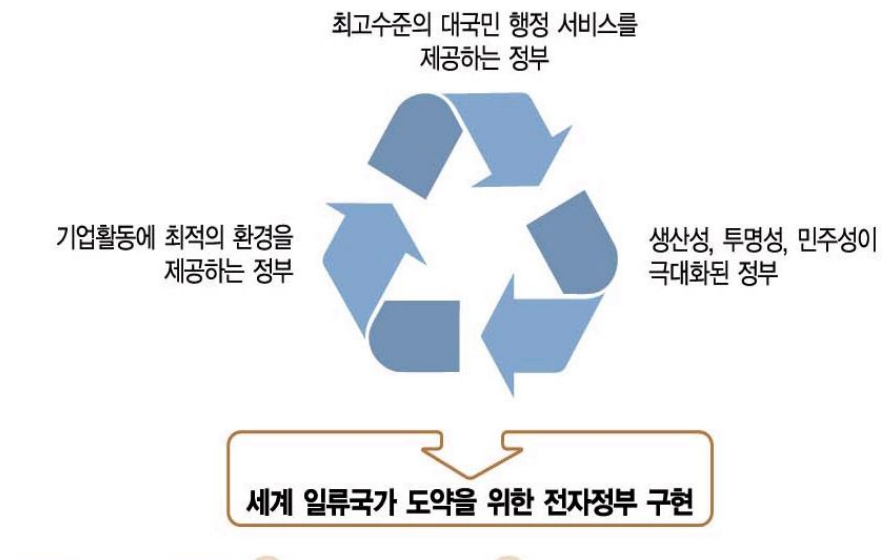 최고수준의 대국민 행정 서비스를
제공하는 정부
기업활동에 최적의 환경을
제공하는 정부
생산성, 투명성, 민주성이
극대화된 정부
세계 일류국가 도약을 위한 전자정부 구현